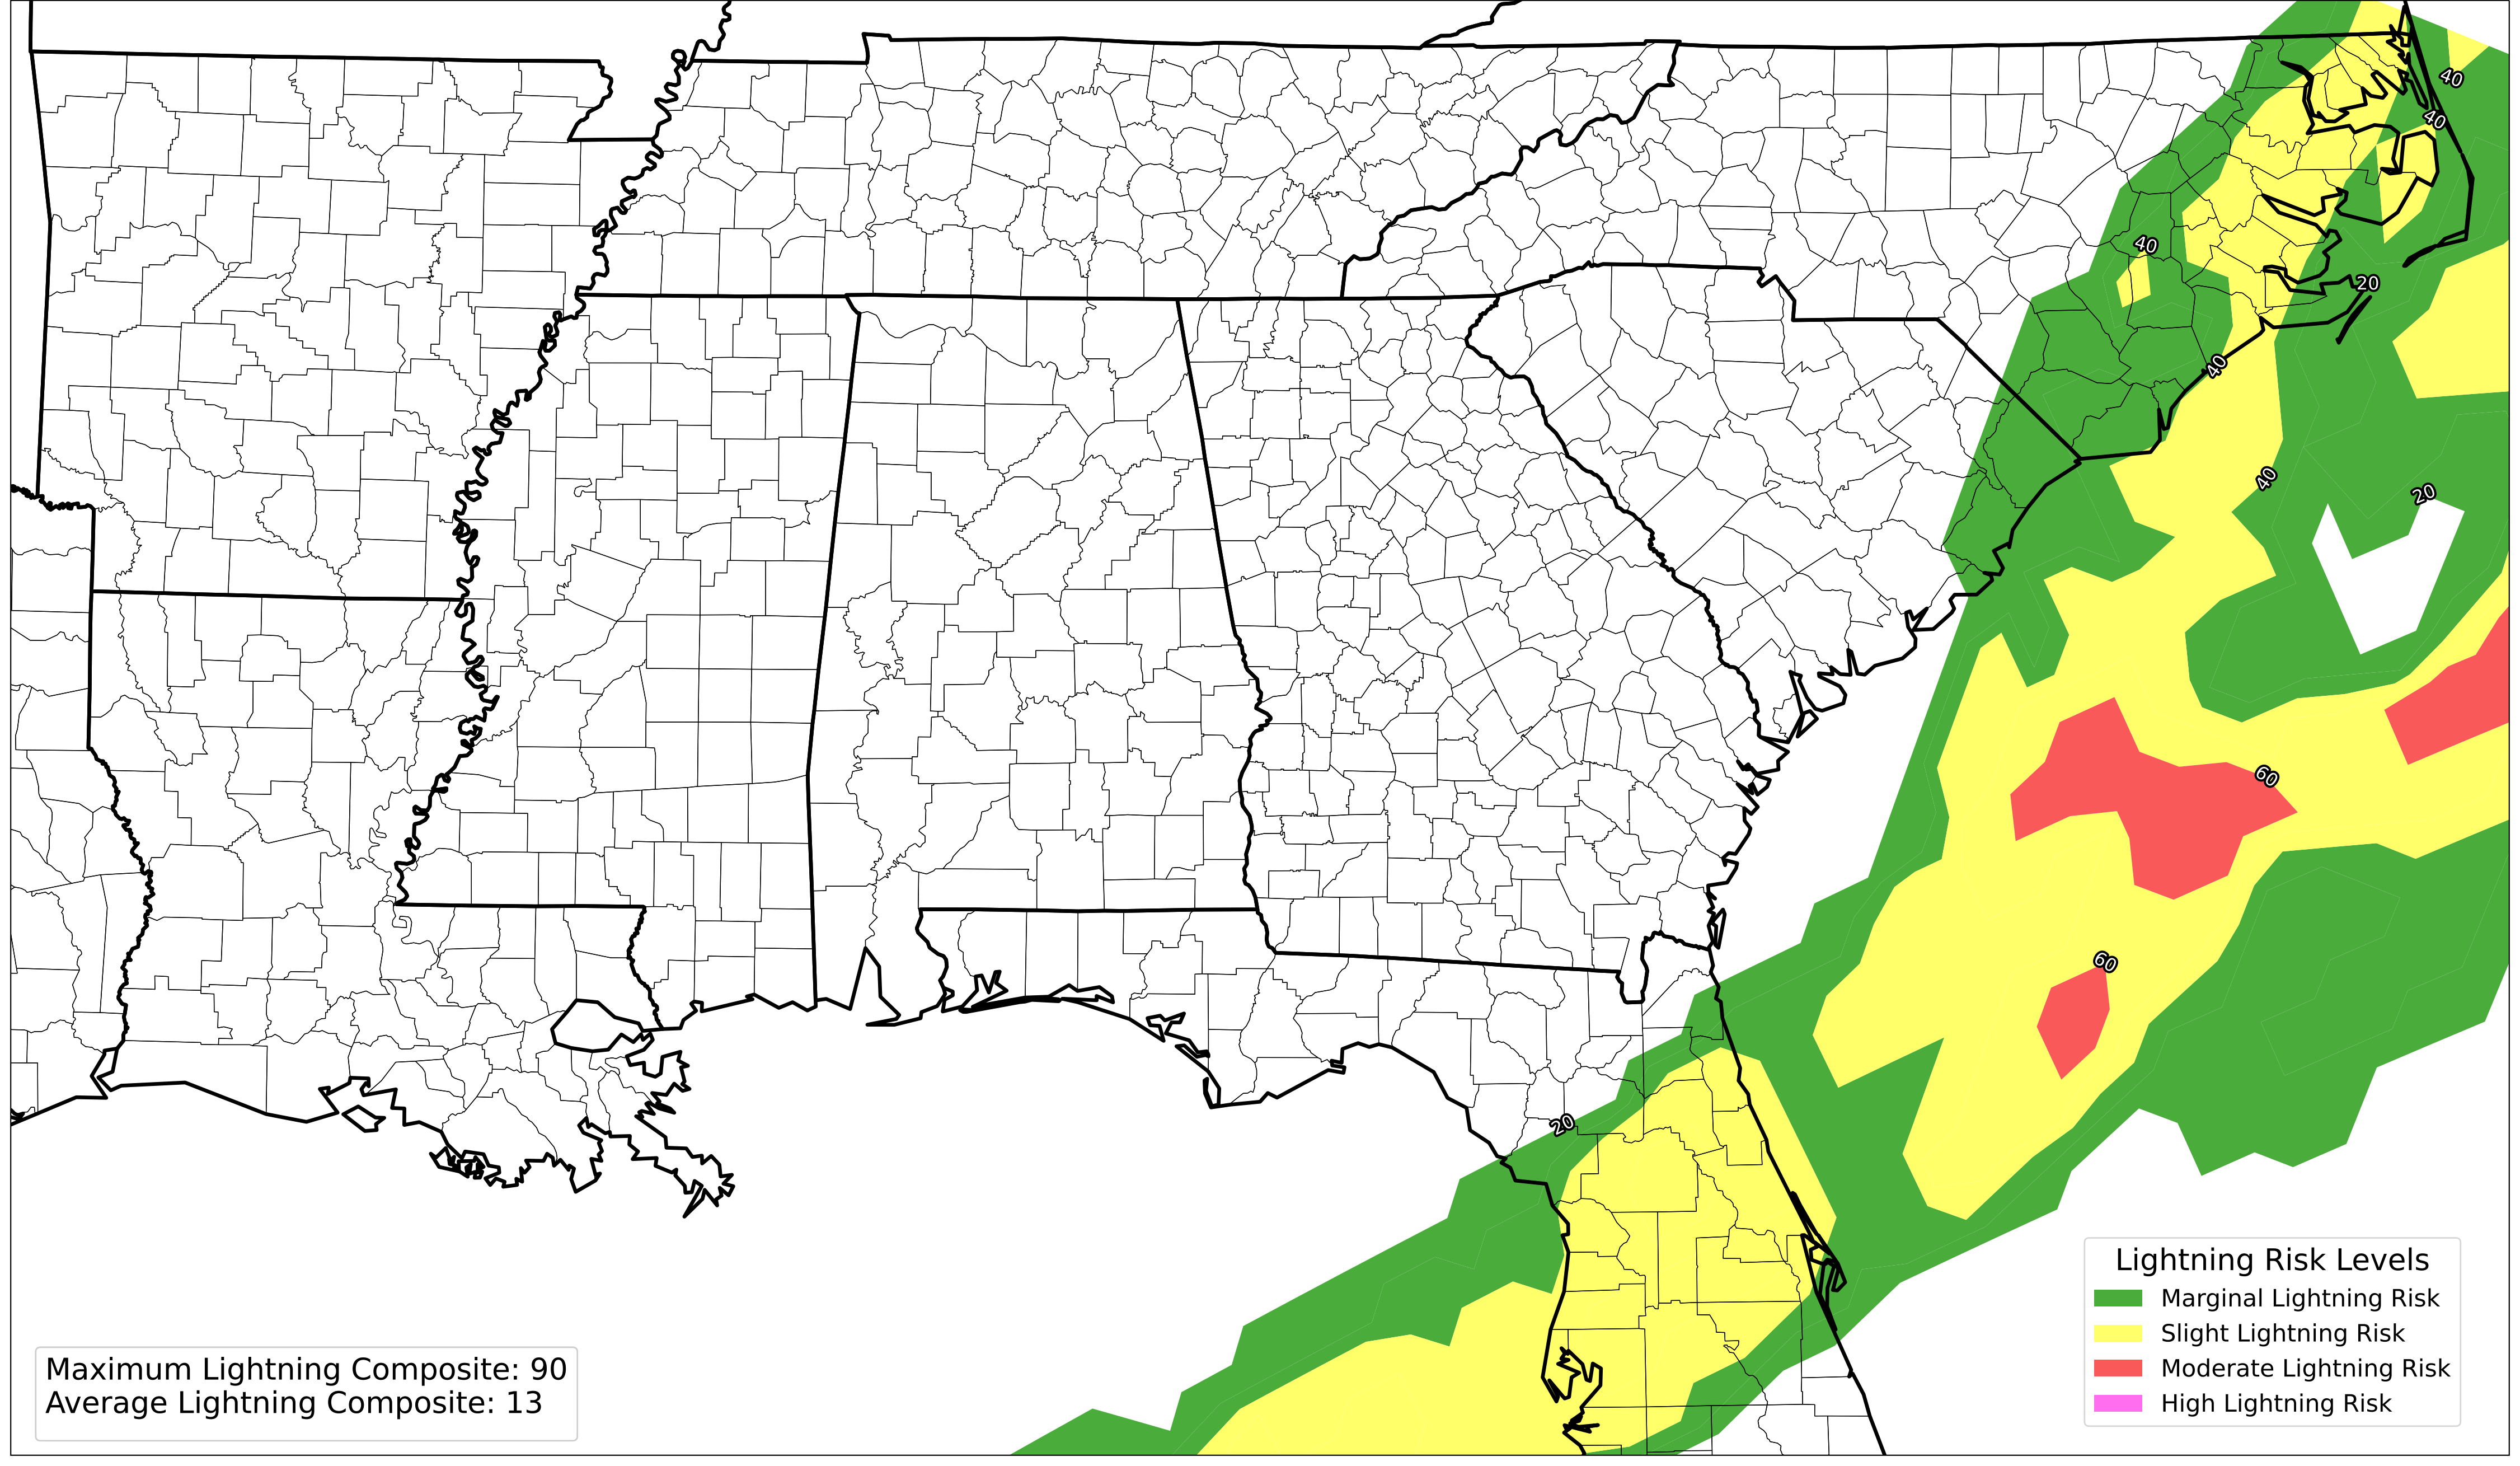 40
40
40
20
40
40
20
60
60
20
Lightning Risk Levels
Marginal Lightning Risk
Slight Lightning Risk
Moderate Lightning Risk
High Lightning Risk
Maximum Lightning Composite: 90
Average Lightning Composite: 13